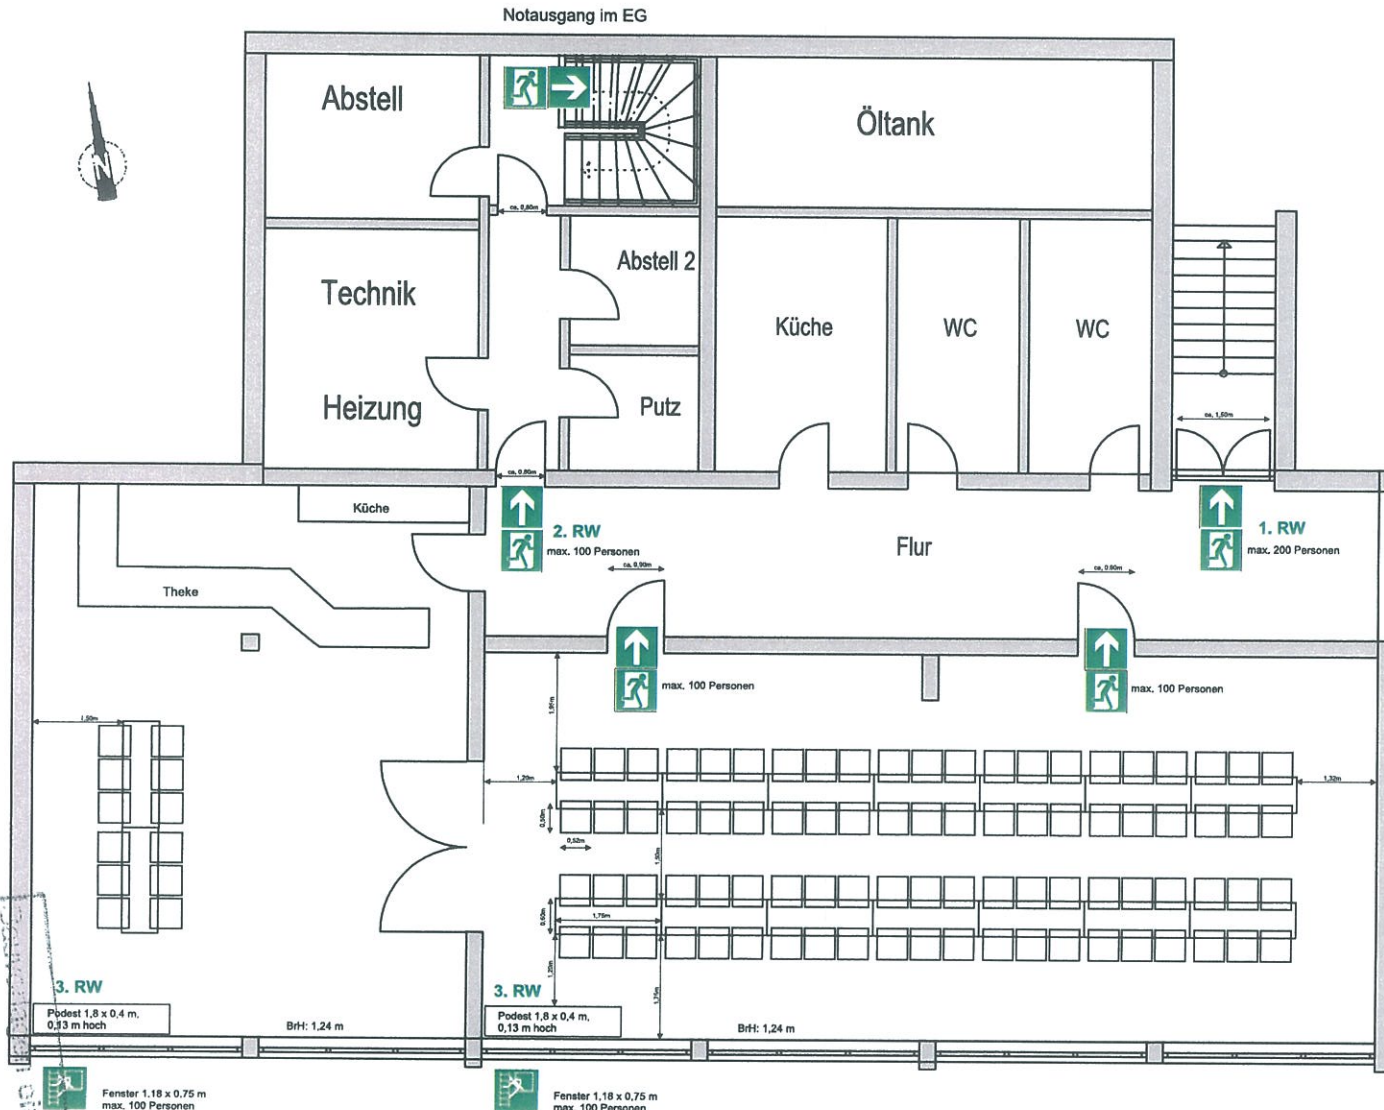 Notausgang im EG
Abstell
Öltank
N
ca. 0,80m
Abstell 2
Technik
Heizung
Putz
Küche
WC
WC
ca. 1,50m
ca. 0,80m
Küche
Theke
2. RW
max. 100 Personen
Flur
1. RW
max. 200 Personen
ca. 0,90m
ca. 0.90m
max. 100 Personen
max. 100 Personen
1,50m
1,20m
1,32m
0,50m
0,52m
1,50m
0,60m
1,75m
1,20m
3. RW
Podest 1,8 x 0,4 m,
0,13 m hoch
BrH: 1,24 m
3. RW
Podest 1,8 x 0,4 m,
0,13 m hoch
BrH: 1,24 m
Fenster 1,18 x 0,75 m
max. 100 Personen
Fenster 1,18 x 0,75 m
max. 100 Personen